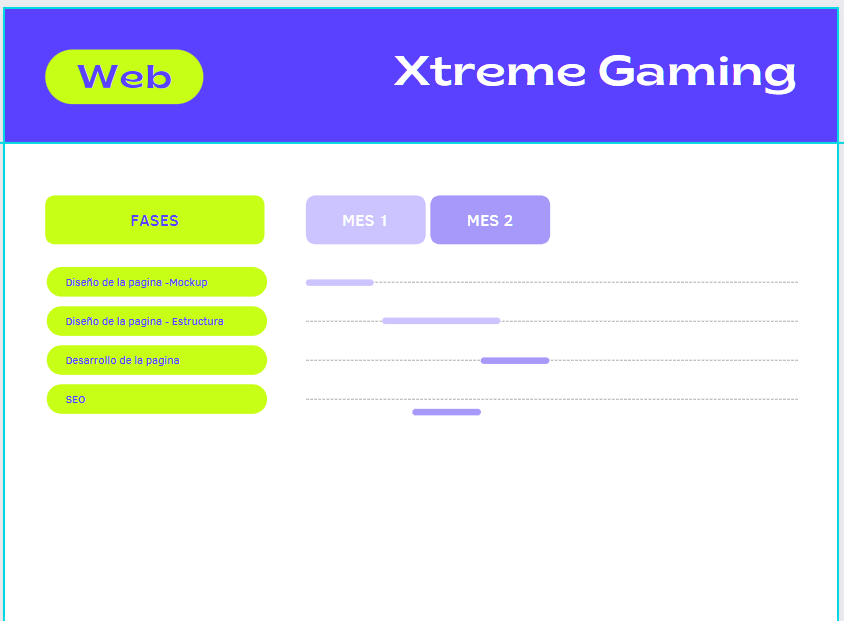 Web
Xtreme Gaming
FASES
MES 1
MES 2
Diseño de la pagina -Mockup
Diseño de la pagina - Estructura
Desarrollo de la pagina
SEO